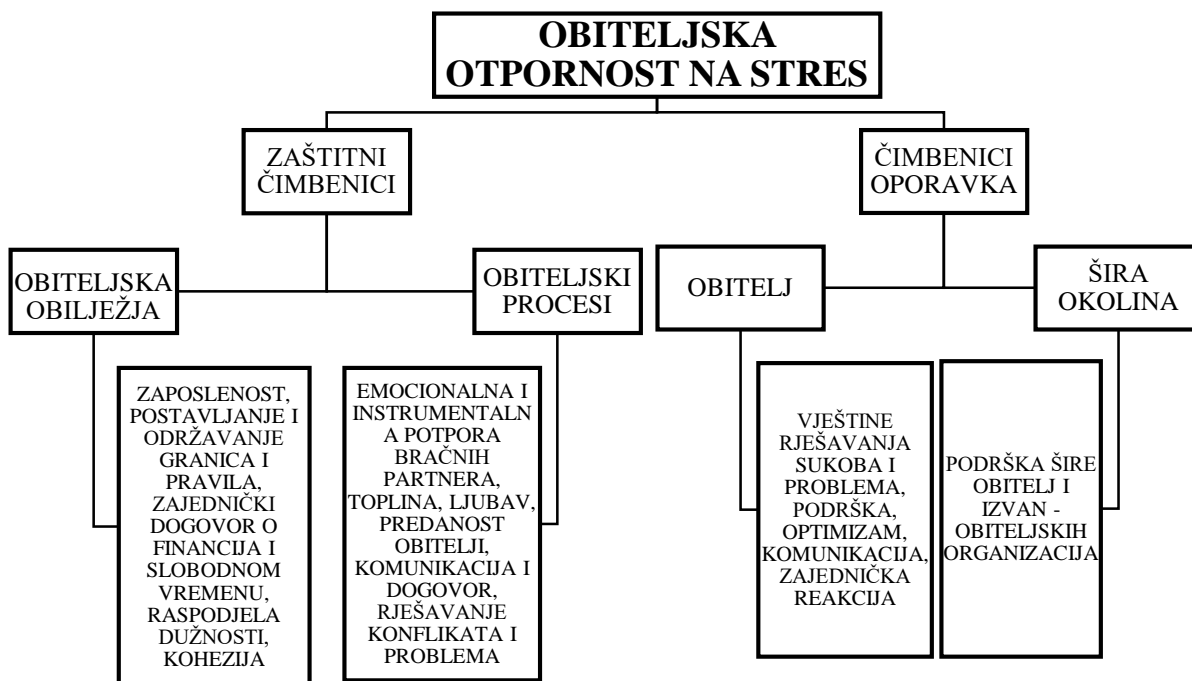 OBITELJSKA
OTPORNOST NA STRES
ZAŠTITNI
ČIMBENICI
ČIMBENICI
OPORAVKA
OBITELJSKA
OBILJEŽJA
OBITELJSKI
PROCESI
OBITELJ
ŠIRA
OKOLINA
ZAPOSLENOST,
POSTAVLJANJE I
ODRŽAVANJE
GRANICA I
PRAVILA,
ZAJEDNIČKI
DOGOVOR O
FINANCIJA I
SLOBODNOM
VREMENU,
RASPODJELA
DUŽNOSTI,
KOHEZIJA
EMOCIONALNA I
INSTRUMENTALN
A POTPORA
BRAČNIH
PARTNERA,
TOPLINA, LJUBAV,
PREDANOST
OBITELJI,
KOMUNIKACIJA I
DOGOVOR,
RJEŠAVANJE
KONFLIKATA I
PROBLEMA
VJEŠTINE
RJEŠAVANJA
SUKOBA I
PROBLEMA,
PODRŠKA,
OPTIMIZAM,
KOMUNIKACIJA,
ZAJEDNIČKA
REAKCIJA
PODRŠKA ŠIRE
OBITELJ I
IZVAN -
OBITELJSKIH
ORGANIZACIJA